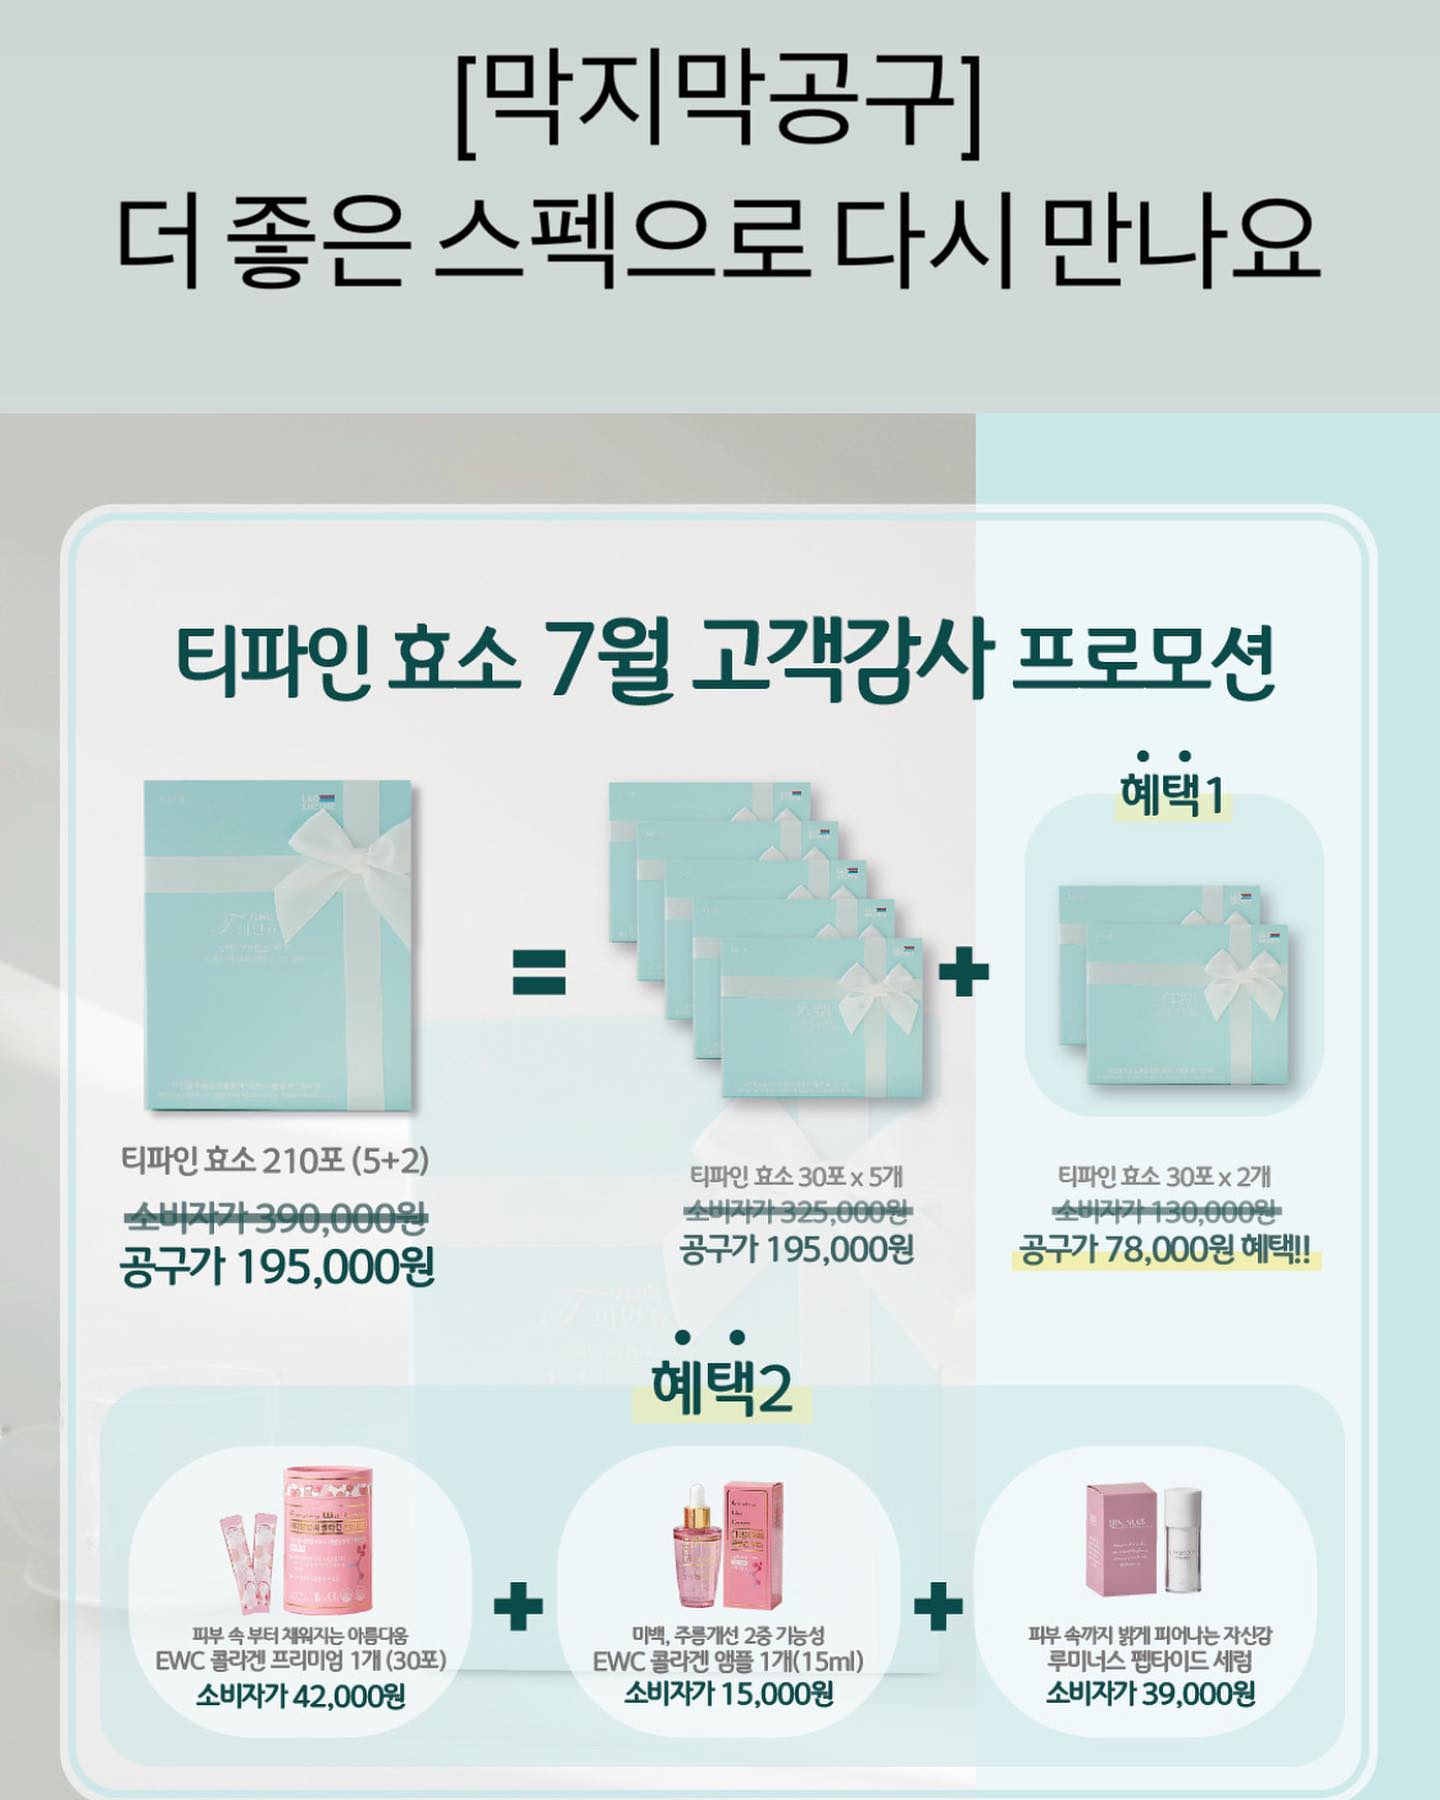 [막지막공구]
더 좋은 스펙으로 다시 만나요
티파인 효소 7월 고객감사 프로모션
혜택1
티파인 효소 210포 (5+2)
소비자가 390,000원
공구가 195,000원
티파인 효소 30포 x 5개
소비자가 325,000원
공구가 195,000원
티파인 효소 30포 x 2개
소비자가 130,000원
공구가 78,000원 혜택!!
혜택2
피부 속 부터 채워지는 아름다움
EWC 콜라겐 프리미엄 1개 (30포)
소비자가 42,000원
미백, 주름개선 2중 기능성
EWC 콜라겐 앰플 1개(15ml)
소비자가 15,000원
피부 속까지 밝게 피어나는 자신감
루미너스 펩타이드 세럼
소비자가 39,000원